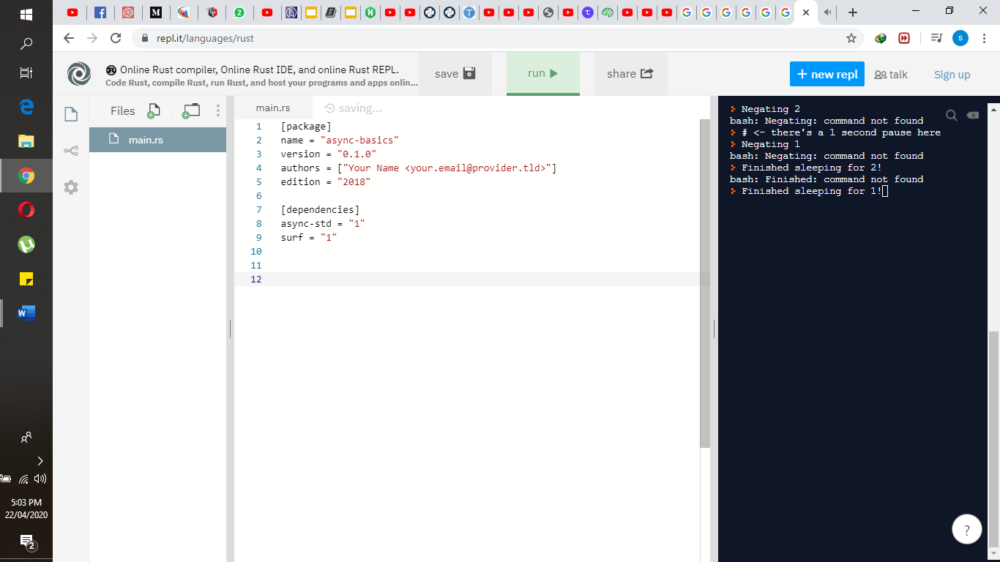 repl.it/languages/rust
Online Rust compiler, Online Rust IDE, and online Rust REPL.
Code Rust, compile Rust, run Rust, and host your programs and apps onlin...
save
run
share
+ new repl
talk
Sign up
Files
main.rs
main.rs
saving...
1 [package]
2 name = "async-basics"
3 version = "0.1.0"
4 authors = ["Your Name <your.email@provider.tld>"]
5 edition = "2018"
6
7 [dependencies]
8 async-std = "1"
9 surf = "1"
10
11
12
> Negating 2
bash: Negating: command not found
> # <- there's a 1 second pause here
> Negating 1
bash: Negating: command not found
> Finished sleeping for 2!
bash: Finished: command not found
> Finished sleeping for 1!
?
5:03 PM
22/04/2020
2